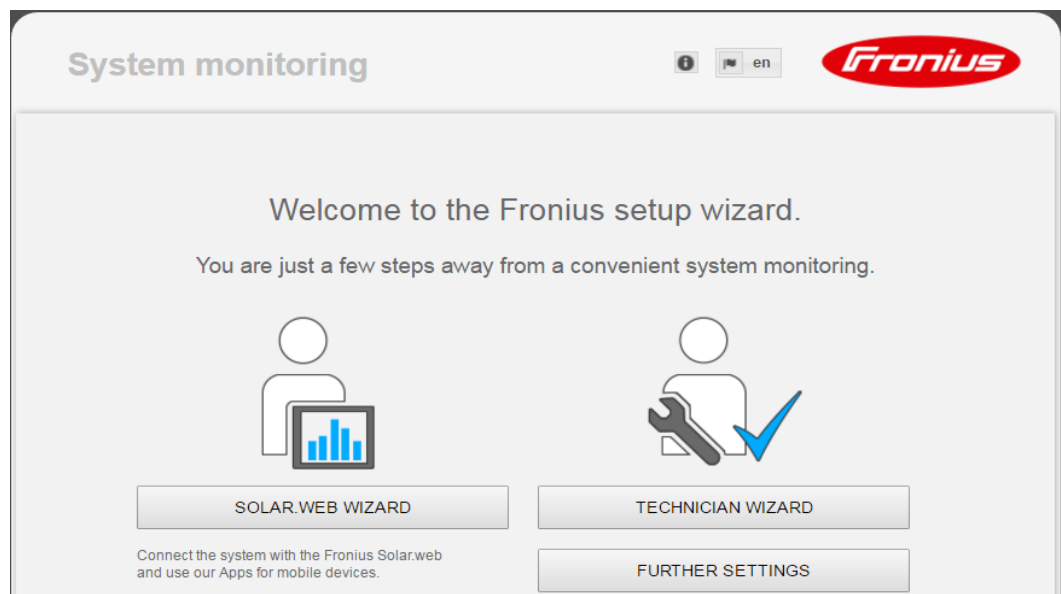 System monitoring
en
Fronius
Welcome to the Fronius setup wizard.
You are just a few steps away from a convenient system monitoring.
SOLAR.WEB WIZARD
TECHNICIAN WIZARD
Connect the system with the Fronius Solar.web
and use our Apps for mobile devices.
FURTHER SETTINGS